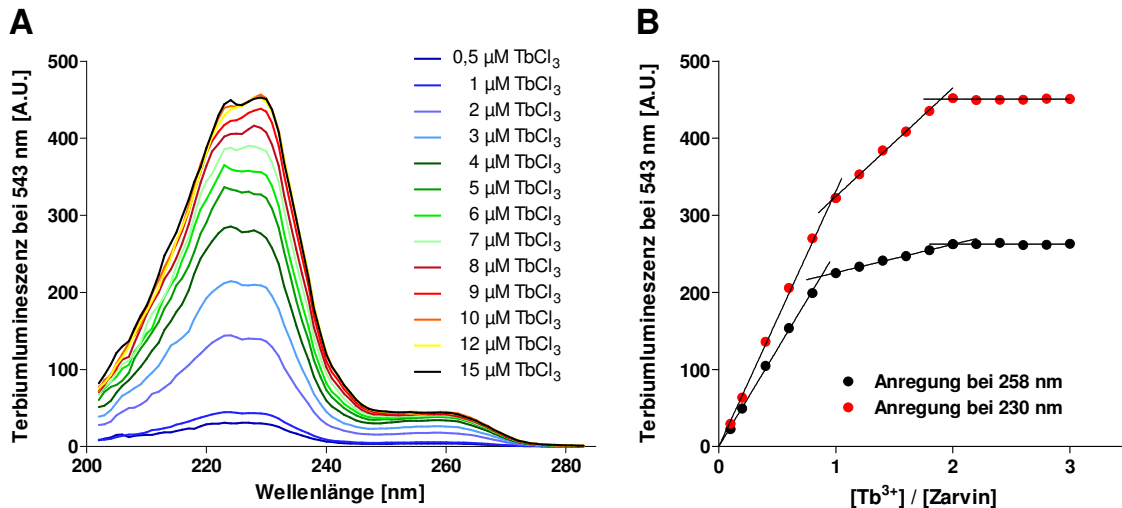 A
Terbiumlumineszenz bei 543 nm [A.U.]
500
400
300
200
100
0
200
220
240
260
280
Wellenlänge [nm]
0,5 µM TbCl3
1 µM TbCl3
2 µM TbCl3
3 µM TbCl3
4 µM TbCl3
5 µM TbCl3
6 µM TbCl3
7 µM TbCl3
8 µM TbCl3
9 µM TbCl3
10 µM TbCl3
12 µM TbCl3
15 µM TbCl3
B
Terbiumlumineszenz bei 543 nm [A.U.]
500
400
300
200
100
0
0
1
2
3
[Tb3+] / [Zarvin]
Anregung bei 258 nm
Anregung bei 230 nm